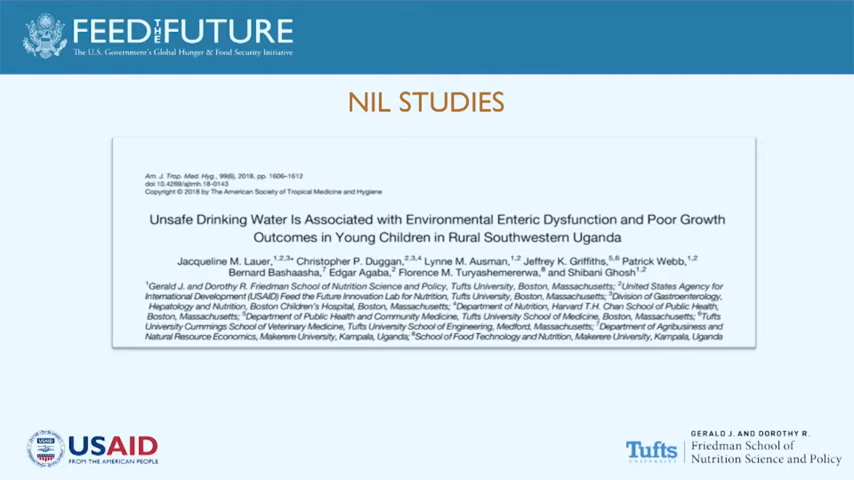 FEED THE FUTURE
The U.S. Government's Global Hunger & Food Security Initiative
NIL STUDIES
Am. J. Trop. Med. Hyg., 99(6), 2018, pp. 1606–1612
doi:10.4269/ajtmh.18-0143
Copyright © 2018 by The American Society of Tropical Medicine and Hygiene
Unsafe Drinking Water Is Associated with Environmental Enteric Dysfunction and Poor Growth
Outcomes in Young Children in Rural Southwestern Uganda
Jacqueline M. Lauer,1,2,3* Christopher P. Duggan,2,3,4 Lynne M. Ausman,1,2 Jeffrey K. Griffiths,5,6 Patrick Webb,1,2
Bernard Bashaasha,7 Edgar Agaba,2 Florence M. Turyashemererwa,8 and Shibani Ghosh1,2
1Gerald J. and Dorothy R. Friedman School of Nutrition Science and Policy, Tufts University, Boston, Massachusetts; 2United States Agency for
International Development (USAID) Feed the Future Innovation Lab for Nutrition, Tufts University, Boston, Massachusetts; 3Division of Gastroenterology,
Hepatology and Nutrition, Boston Children's Hospital, Boston, Massachusetts; 4Department of Nutrition, Harvard T.H. Chan School of Public Health,
Boston, Massachusetts; 5Department of Public Health and Community Medicine, Tufts University School of Medicine, Boston, Massachusetts; 6Tufts
University Cummings School of Veterinary Medicine, Tufts University School of Engineering, Medford, Massachusetts; 7Department of Agribusiness and
Natural Resource Economics, Makerere University, Kampala, Uganda; 8School of Food Technology and Nutrition, Makerere University, Kampala, Uganda
USAID
USAID
FROM THE AMERICAN PEOPLE
Tufts
UNIVERSITY
GERALD J. AND DOROTHY R.
Friedman School of
Nutrition Science and Policy